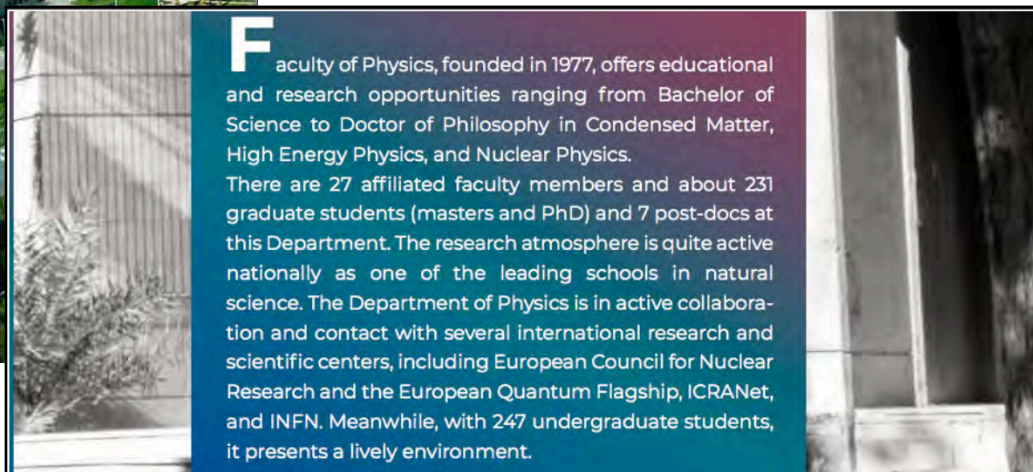 Faculty of Physics, founded in 1977, offers educational
and research opportunities ranging from Bachelor of
Science to Doctor of Philosophy in Condensed Matter,
High Energy Physics, and Nuclear Physics.
There are 27 affiliated faculty members and about 231
graduate students (masters and PhD) and 7 post-docs at
this Department. The research atmosphere is quite active
nationally as one of the leading schools in natural
science. The Department of Physics is in active collabora-
tion and contact with several international research and
scientific centers, including European Council for Nuclear
Research and the European Quantum Flagship, ICRANet,
and INFN. Meanwhile, with 247 undergraduate students,
it presents a lively environment.